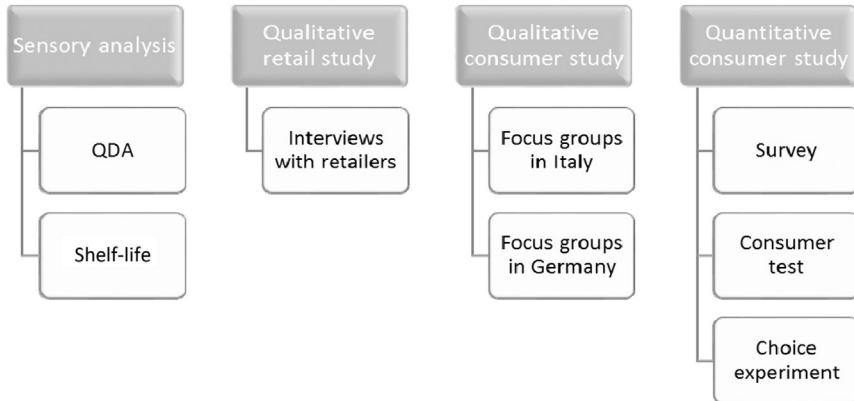 Sensory analysis
QDA
Shelf-life
Qualitative
retail study
Interviews
with retailers
Qualitative
consumer study
Focus groups
in Italy
Focus groups
in Germany
Quantitative
consumer study
Survey
Consumer
test
Choice
experiment